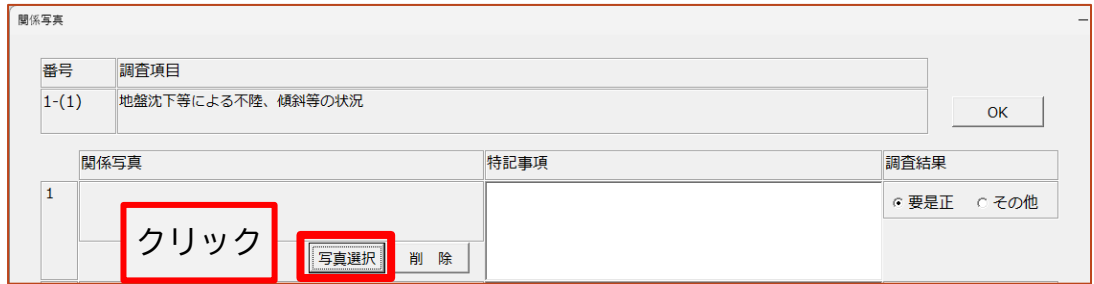 関係写真
番号 調査項目
1-(1) 地盤沈下等による不陸、傾斜等の状況
OK
関係写真 特記事項 調査結果
1 要是正 その他
クリック 写真選択 削 除